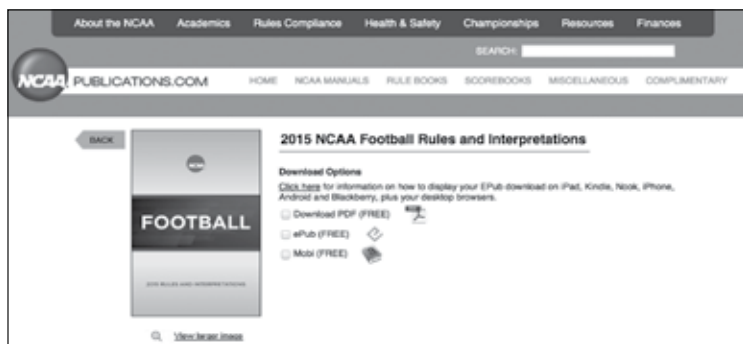 About the NCAA Academics Rules Compliance Health & Safety Championships Resources Finances
SEARCH:
NCAA PUBLICATIONS.COM HOME NCAA MANUALS RULE BOOKS SCOREBOOKS MISCELLANEOUS COMPLIMENTARY
BACK
2015 NCAA Football Rules and Interpretations
Download Options
Click here for information on how to display your EPub download on iPad, Kindle, Nook, iPhone,
Android and Blackberry, plus your desktop browsers.
Download PDF (FREE)
ePub (FREE)
Mobi (FREE)
NCAA
FOOTBALL
2015 RULES AND INTERPRETATIONS
View larger image